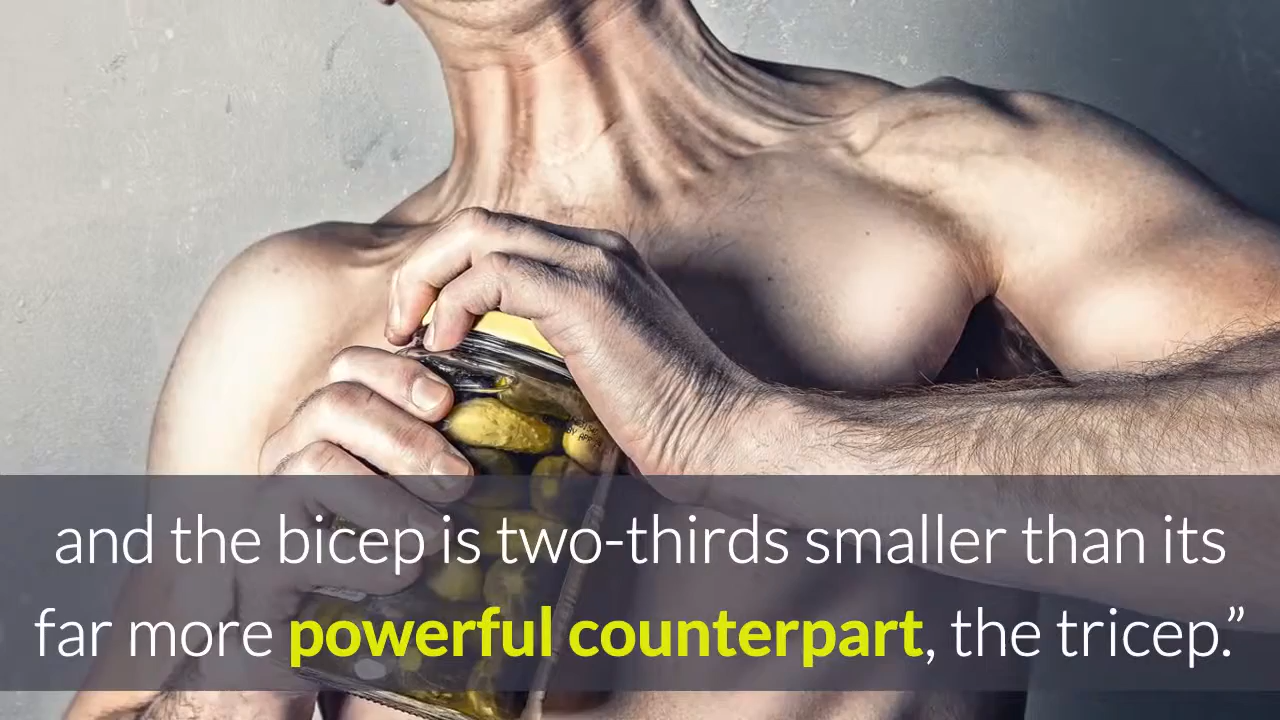 and the bicep is two-thirds smaller than its
far more powerful counterpart, the tricep.”